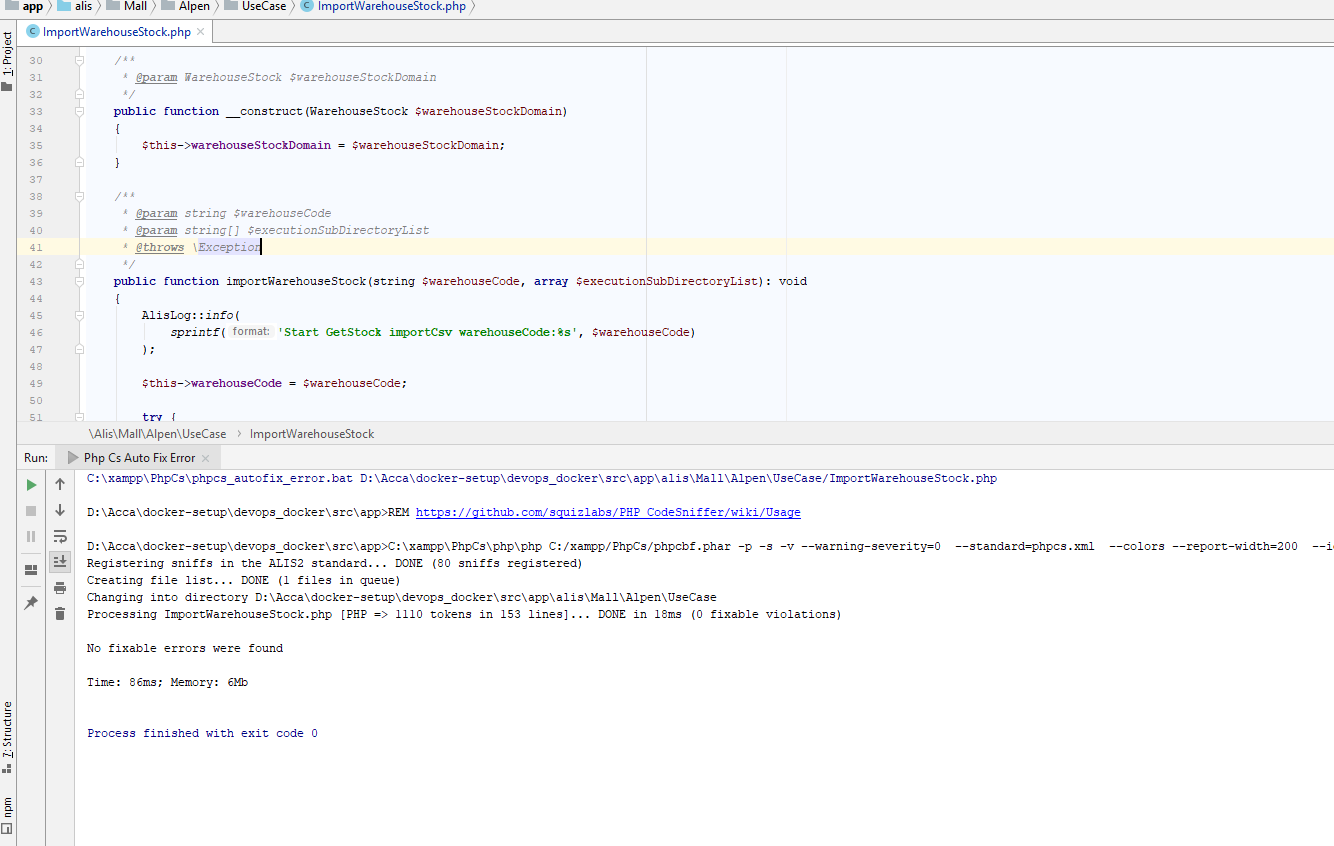 app alis Mall Alpen UseCase ImportWarehouseStock.php
ImportWarehouseStock.php
1: Project
30 /**
31 * @param WarehouseStock $warehouseStockDomain
32 */
33 public function __construct(WarehouseStock $warehouseStockDomain)
34 {
35 $this->warehouseStockDomain = $warehouseStockDomain;
36 }
37
38 /**
39 * @param string $warehouseCode
40 * @param string[] $executionSubDirectoryList
41 * @throws \Exception
42 */
43 public function importWarehouseStock(string $warehouseCode, array $executionSubDirectoryList): void
44 {
45 AlisLog::info(
46 sprintf( format: 'Start GetStock importCsv warehouseCode:%s', $warehouseCode)
47 );
48
49 $this->warehouseCode = $warehouseCode;
50
51 try {
\Alis\Mall\Alpen\UseCase › ImportWarehouseStock
Run: Php Cs Auto Fix Error
C:\xampp\PhpCs\phpcs_autofix_error.bat D:\Acca\docker-setup\devops_docker\src\app\alis\Mall\Alpen\UseCase/ImportWarehouseStock.php
D:\Acca\docker-setup\devops_docker\src\app>REM https://github.com/squizlabs/PHP_CodeSniffer/wiki/Usage
D:\Acca\docker-setup\devops_docker\src\app>C:\xampp\PhpCs\php\php C:/xampp/PhpCs/phpcbf.phar -p -s -v --warning-severity=0 --standard=phpcs.xml --colors --report-width=200
Registering sniffs in the ALIS2 standard... DONE (80 sniffs registered)
Creating file list... DONE (1 files in queue)
Changing into directory D:\Acca\docker-setup\devops_docker\src\app\alis\Mall\Alpen\UseCase
Processing ImportWarehouseStock.php [PHP => 1110 tokens in 153 lines]... DONE in 18ms (0 fixable violations)
No fixable errors were found
Time: 86ms; Memory: 6Mb
Process finished with exit code 0
7: Structure
npm